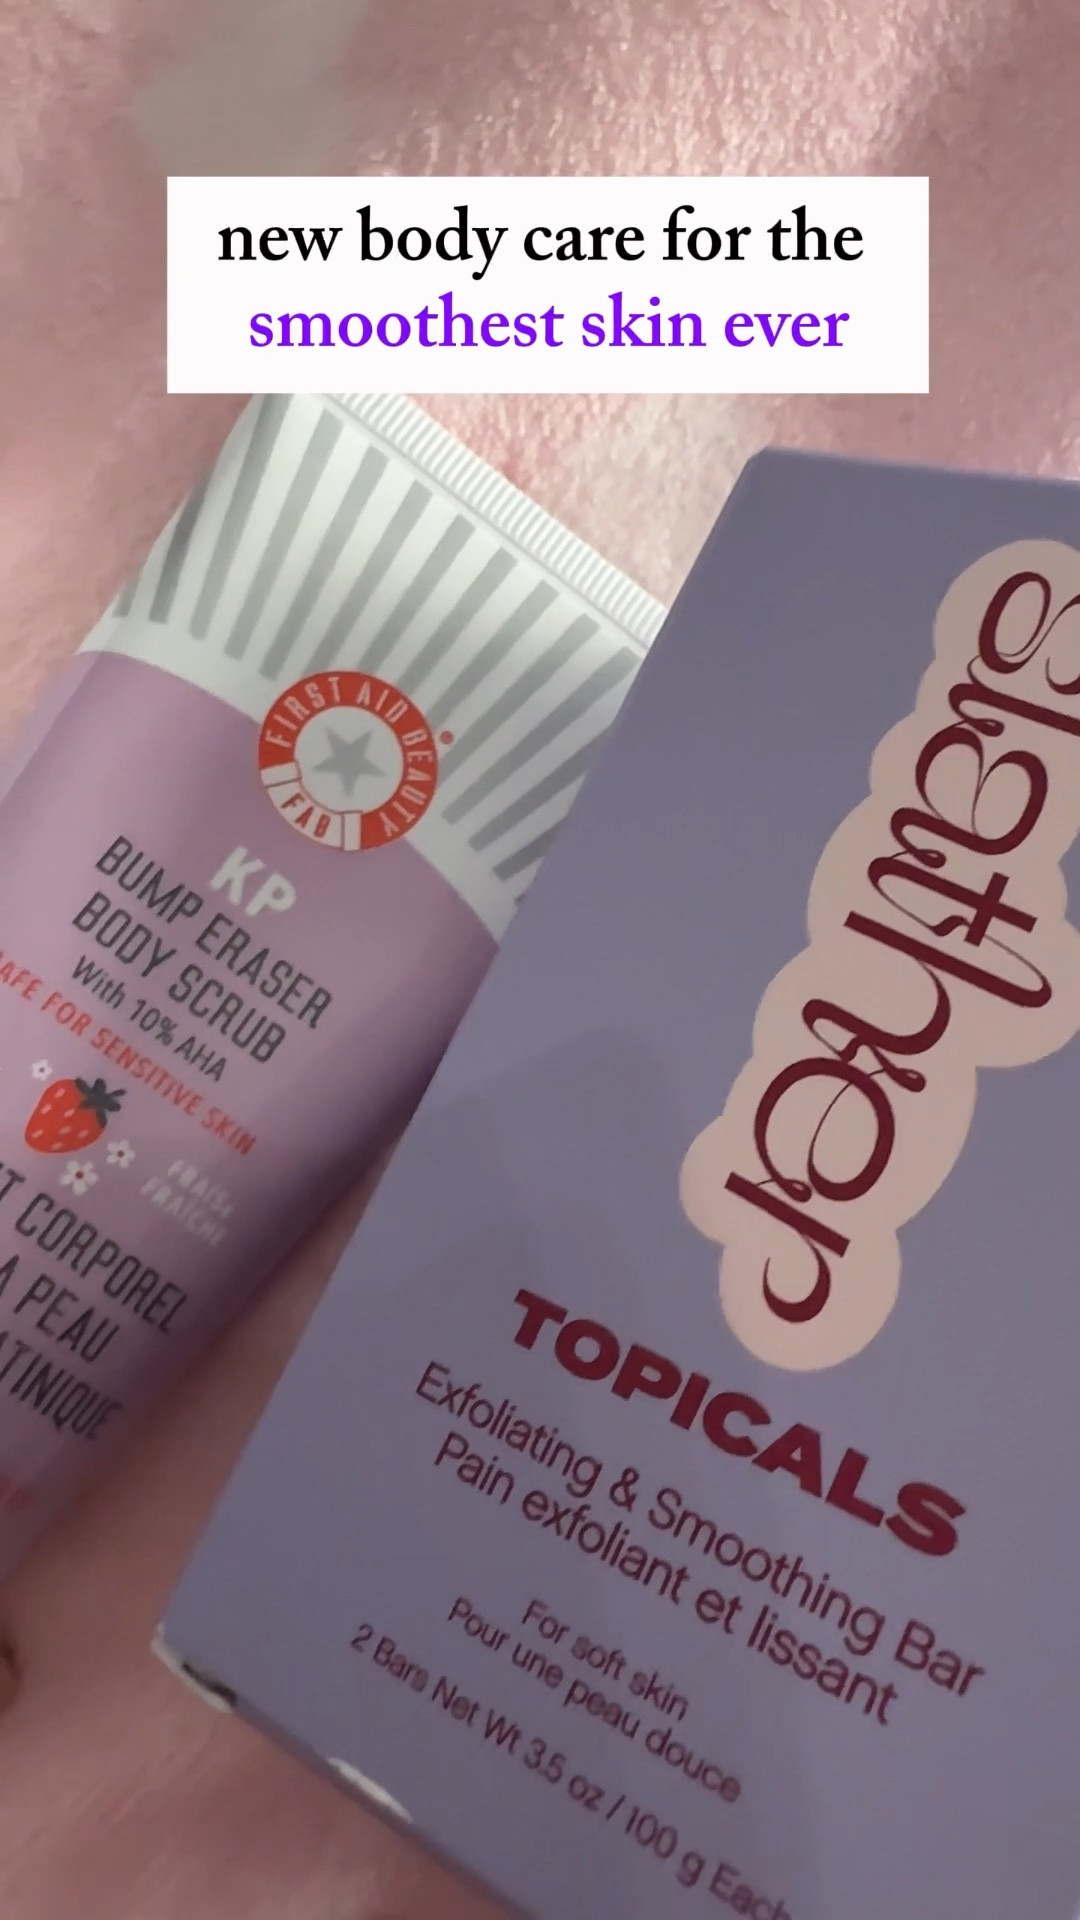 new body care for the
smoothest skin ever
FIRST AID BEAUTY
FAB
KP
BUMP ERASER
BODY SCRUB
With 10% AHA
SAFE FOR SENSITIVE SKIN
FRAISE
FRAÎCHE
CORPOREL
PEAU
slather
TOPICALS
Exfoliating & Smoothing Bar
Pain exfoliant et lissant
For soft skin
Pour une peau douce
2 Bars Net Wt 3.5 oz / 100 g Each